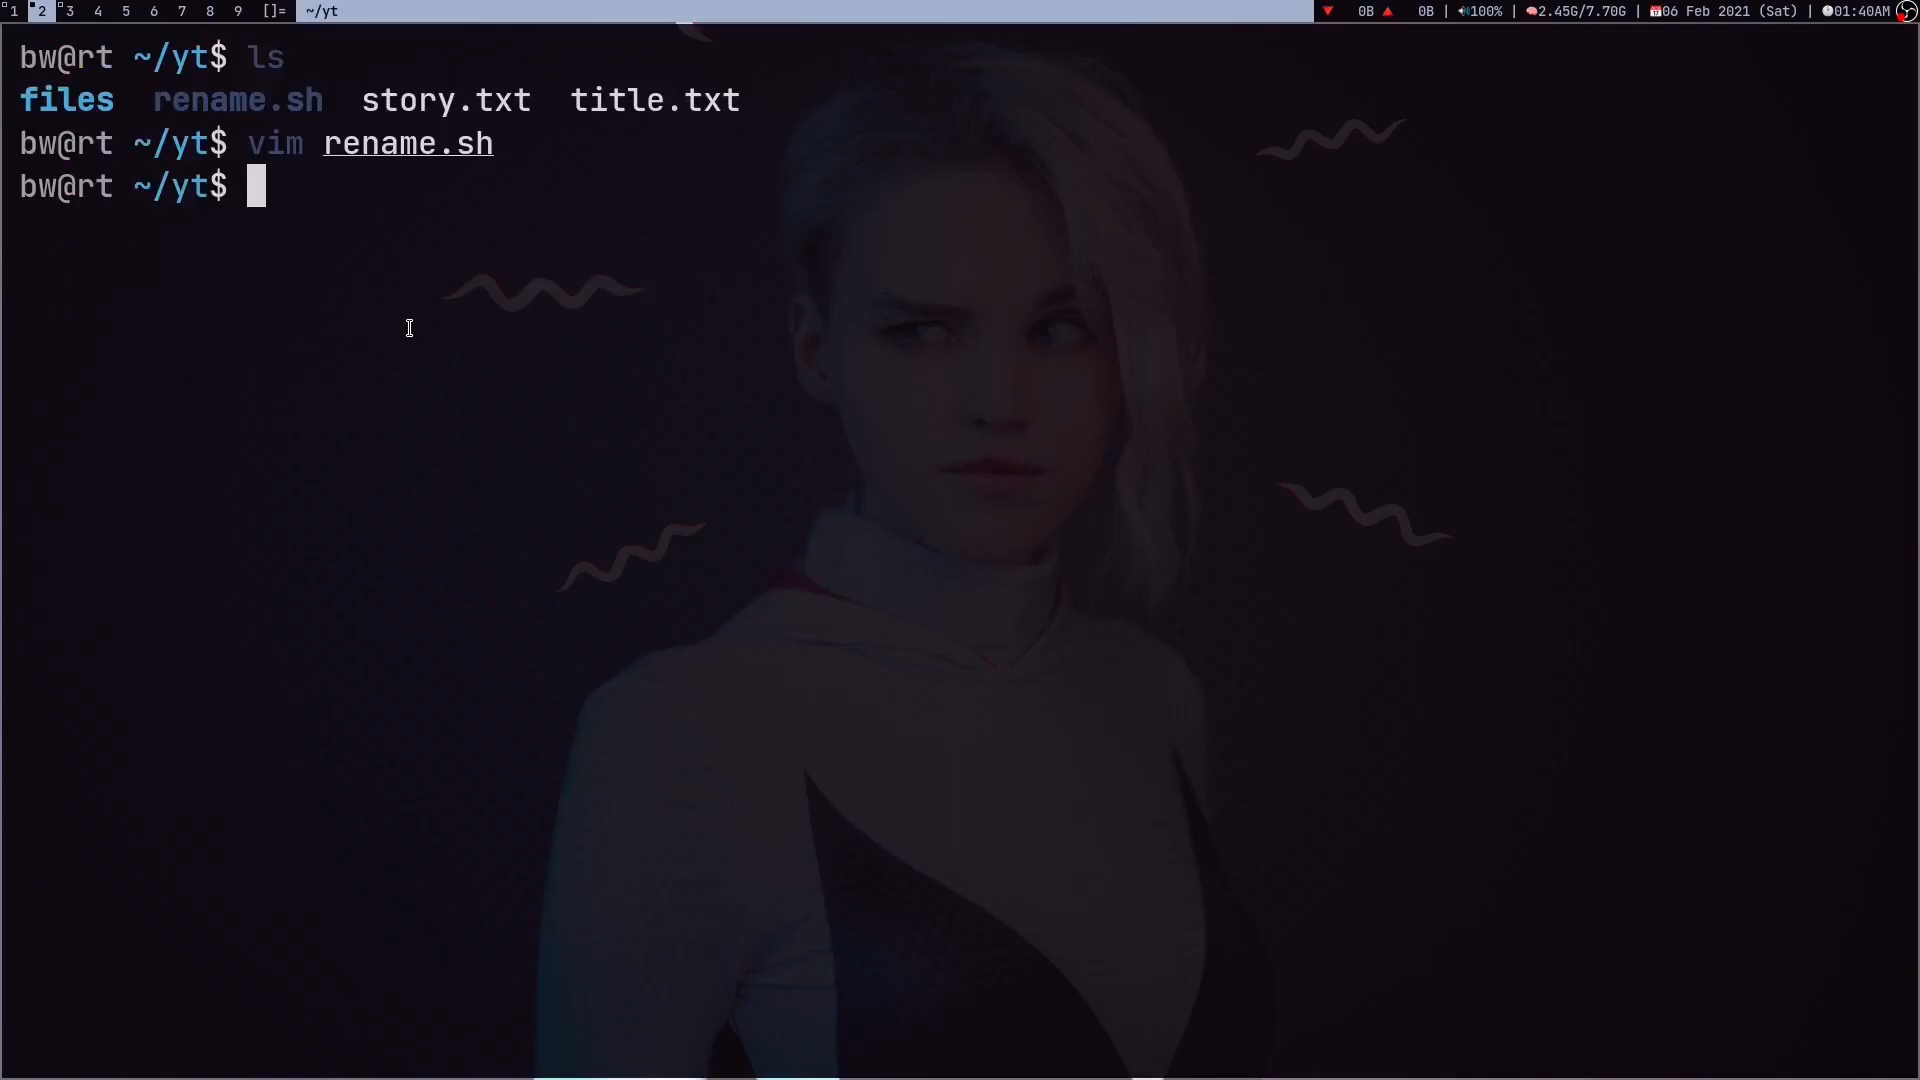 1 2 3 4 5 6 7 8 9 []= ~/yt 0B 0B | 100% | 2.45G/7.70G | 06 Feb 2021 (Sat) | 01:40AM
bw@rt ~/yt$ ls
files rename.sh story.txt title.txt
bw@rt ~/yt$ vim rename.sh
bw@rt ~/yt$